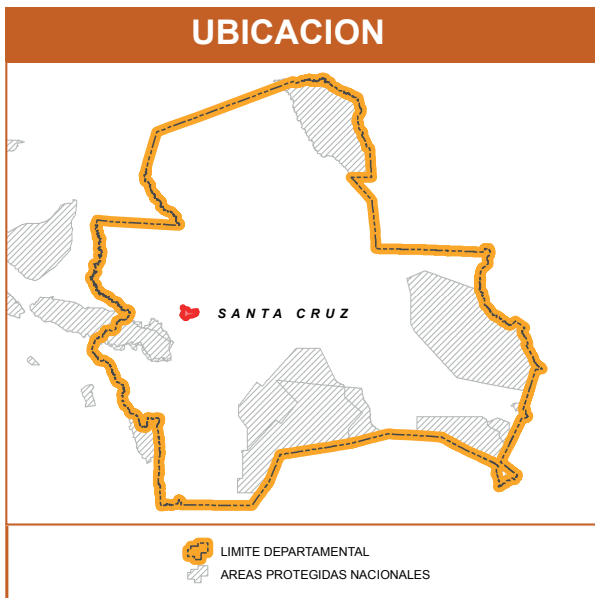 UBICACION
SANTA CRUZ
LIMITE DEPARTAMENTAL
AREAS PROTEGIDAS NACIONALES